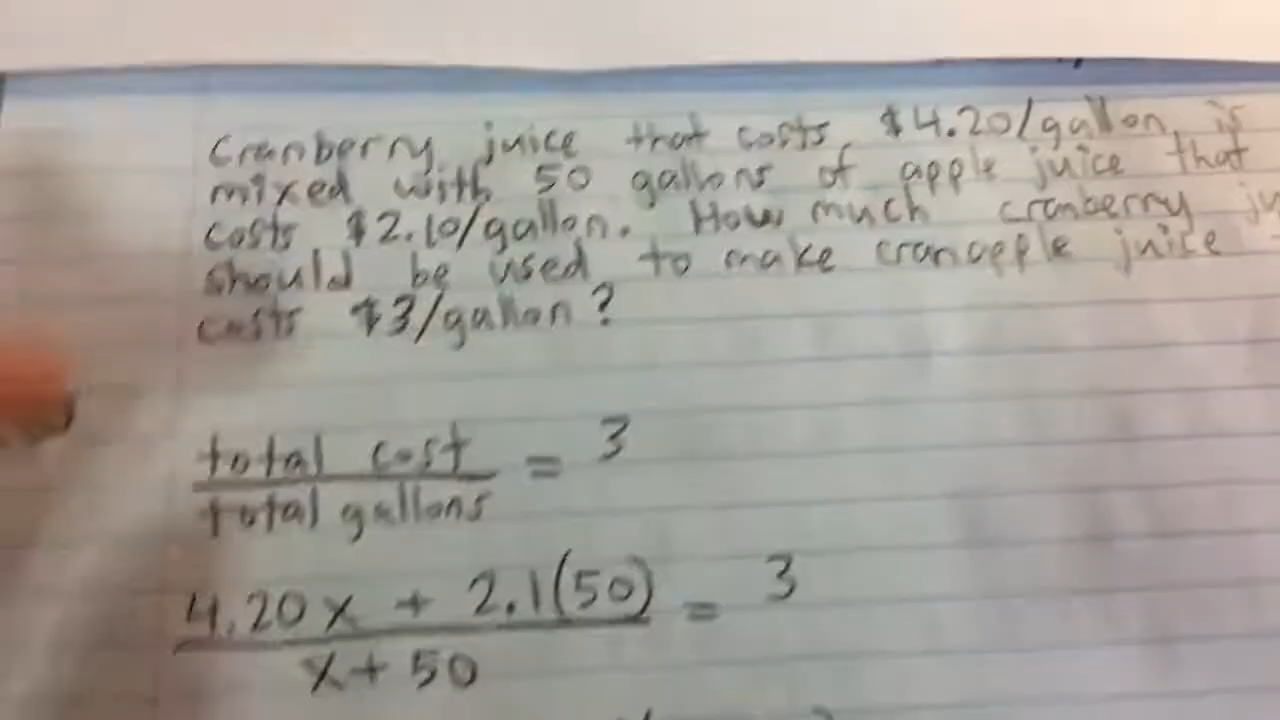 cranberry juice that costs $4.20/gallon is
mixed with 50 gallons of apple juice that
costs $2.10/gallon. How much cranberry ju
should be used to make cranapple juice
costs $3/gallon?
total cost
total gallons = 3
4.20x + 2.1(50)
x + 50 = 3